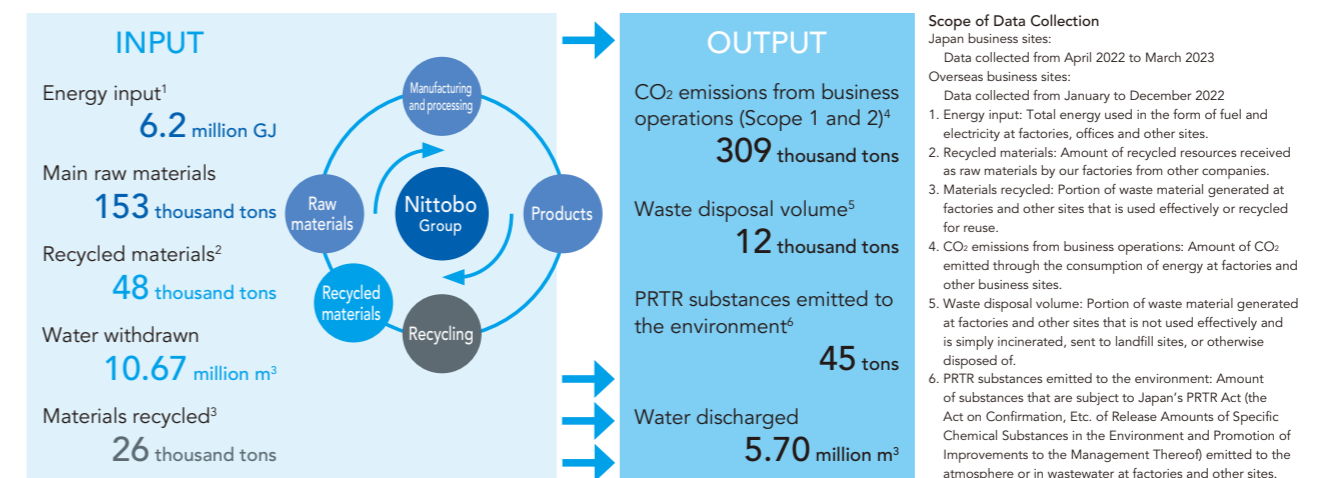 INPUT
Energy input1
6.2 million GJ
Main raw materials
153 thousand tons
Recycled materials2
48 thousand tons
Water withdrawn
10.67 million m3
Materials recycled3
26 thousand tons
Manufacturing
and processing
Raw
materials
Nittobo
Group
Products
Recycled
materials
Recycling
OUTPUT
CO2 emissions from business
operations (Scope 1 and 2)4
309 thousand tons
Waste disposal volume5
12 thousand tons
PRTR substances emitted to
the environment6
45 tons
Water discharged
5.70 million m3
Scope of Data Collection
Japan business sites:
Data collected from April 2022 to March 2023
Overseas business sites:
Data collected from January to December 2022
1. Energy input: Total energy used in the form of fuel and
electricity at factories, offices and other sites.
2. Recycled materials: Amount of recycled resources received
as raw materials by our factories from other companies.
3. Materials recycled: Portion of waste material generated at
factories and other sites that is used effectively or recycled
for reuse.
4. CO2 emissions from business operations: Amount of CO2
emitted through the consumption of energy at factories and
other business sites.
5. Waste disposal volume: Portion of waste material generated
at factories and other sites that is not used effectively and
is simply incinerated, sent to landfill sites, or otherwise
disposed of.
6. PRTR substances emitted to the environment: Amount
of substances that are subject to Japan's PRTR Act (the
Act on Confirmation, Etc. of Release Amounts of Specific
Chemical Substances in the Environment and Promotion of
Improvements to the Management Thereof) emitted to the
atmosphere or in wastewater at factories and other sites.